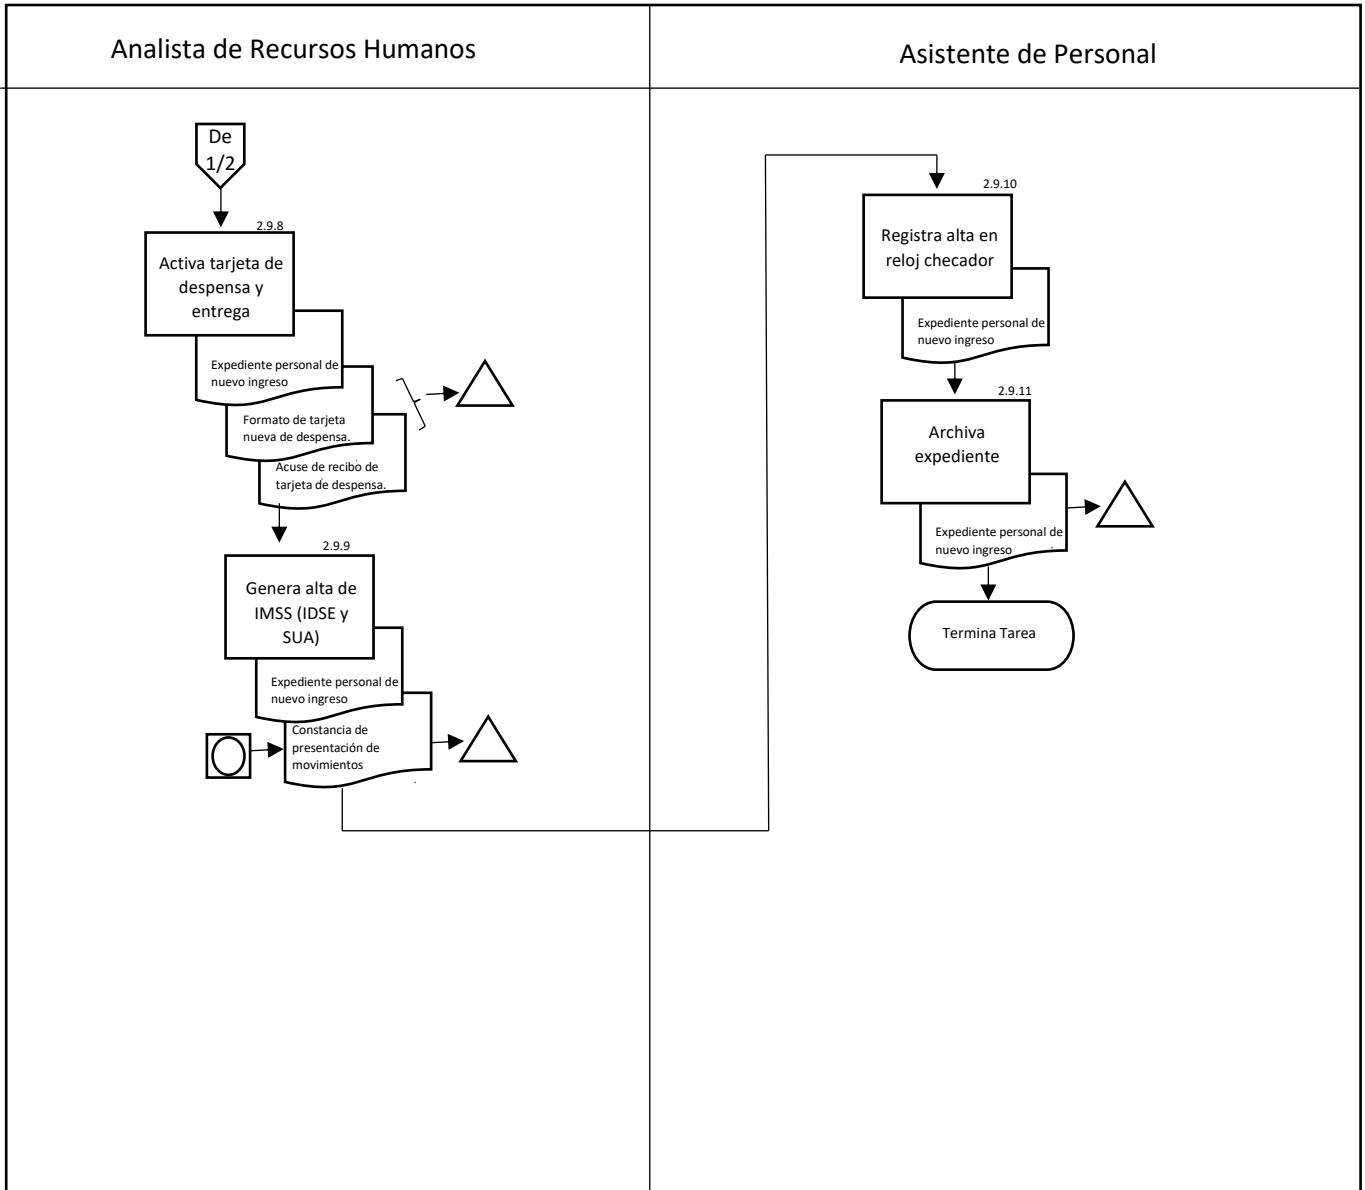 Analista de Recursos Humanos
Asistente de Personal
De
1/2
2.9.8
Activa tarjeta de
despensa y
entrega
Expediente personal de
nuevo ingreso
Formato de tarjeta
nueva de despensa.
Acuse de recibo de
tarjeta de despensa.
2.9.9
Genera alta de
IMSS (IDSE y
SUA)
Expediente personal de
nuevo ingreso
Constancia de
presentación de
movimientos
2.9.10
Registra alta en
reloj checador
Expediente personal de
nuevo ingreso
2.9.11
Archiva
expediente
Expediente personal de
nuevo ingreso
Termina Tarea